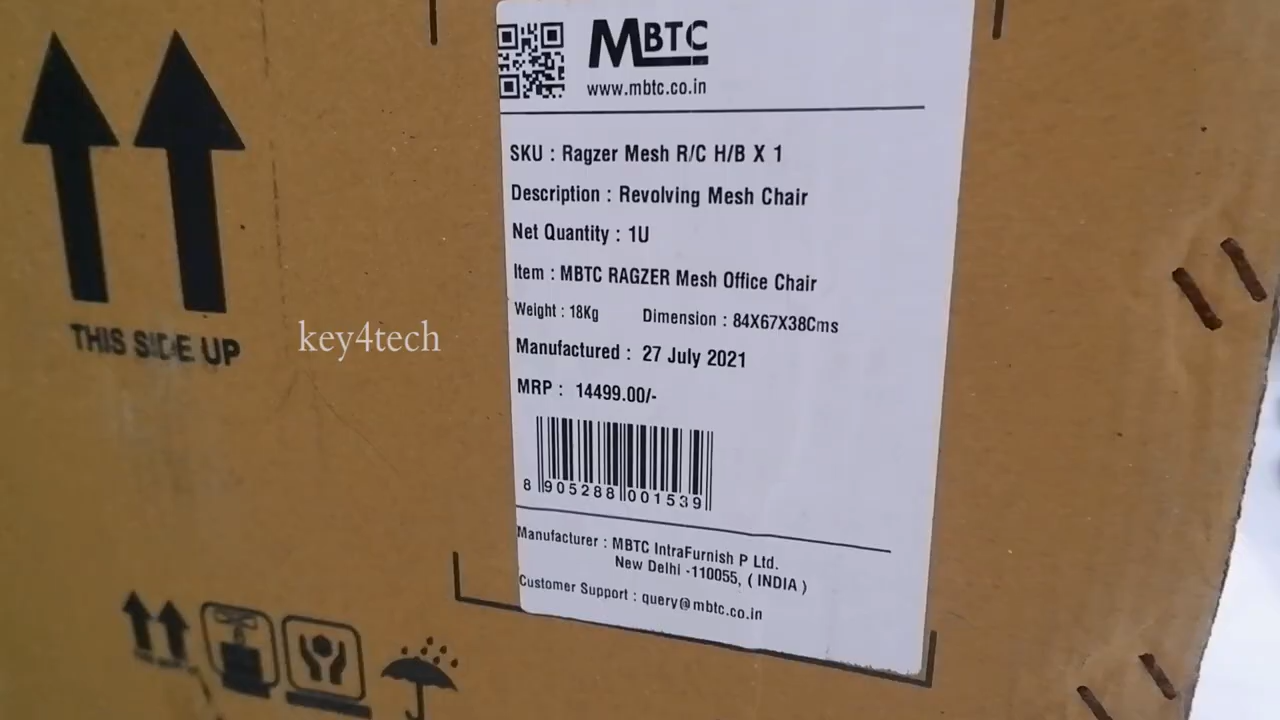 MBTC
www.mbtc.co.in
SKU : Ragzer Mesh R/C H/B X 1
Description : Revolving Mesh Chair
Net Quantity : 1U
Item : MBTC RAGZER Mesh Office Chair
Weight : 18Kg Dimension : 84X67X38Cms
Manufactured : 27 July 2021
MRP : 14499.00/-
8 905288 001539
Manufacturer : MBTC IntraFurnish P Ltd.
New Delhi -110055, ( INDIA )
Customer Support : query@mbtc.co.in
THIS SIDE UP
key4tech